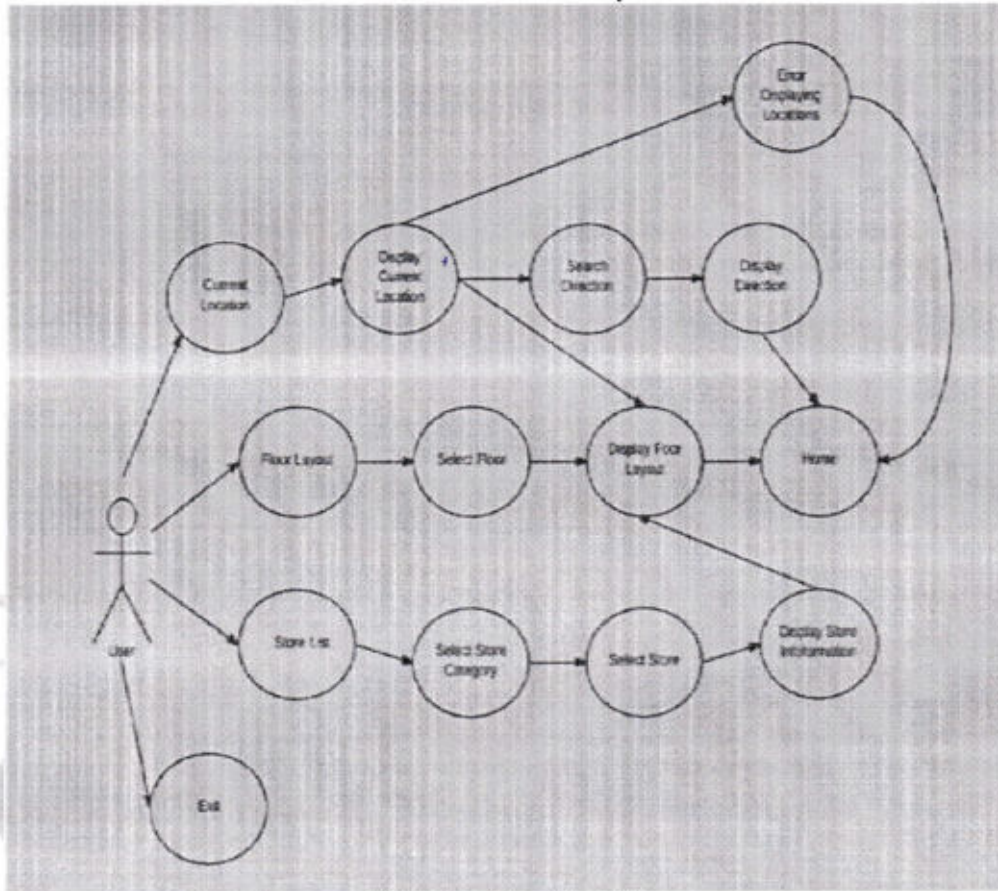 Error
Displaying
Locations
Current
Location
Display
Current
Location
Search
Direction
Display
Direction
Floor Layout
Select Floor
Display Floor
Layout
Home
User
Store List
Select Store
Category
Select Store
Display Store
Exit